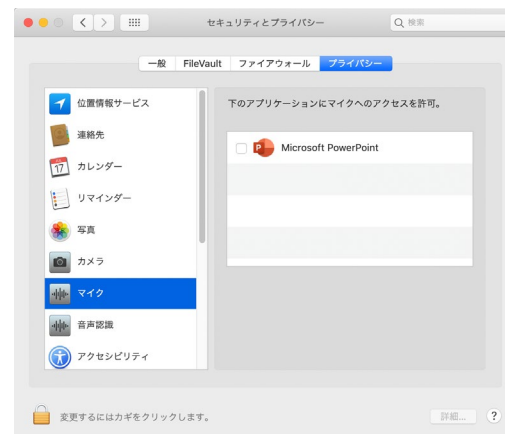 セキュリティとプライバシー
検索
一般
FileVault
ファイアウォール
プライバシー
位置情報サービス
連絡先
17
カレンダー
リマインダー
写真
カメラ
マイク
音声認識
アクセシビリティ
下のアプリケーションにマイクへのアクセスを許可。
P
Microsoft PowerPoint
変更するにはカギをクリックします。
詳細...
?